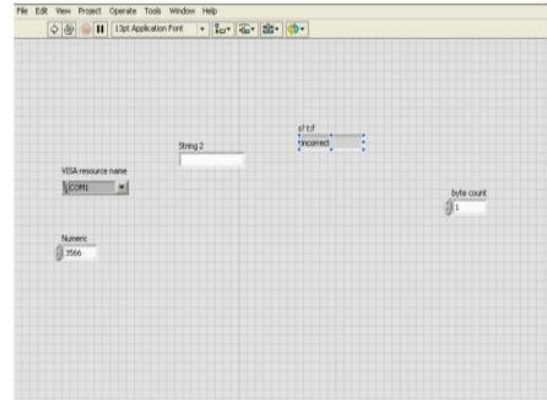 File Edit View Project Operate Tools Window Help
13pt Application Font
s? t:f
incorrect
String 2
VISA resource name
COM1
byte count
1
Numeric
3566